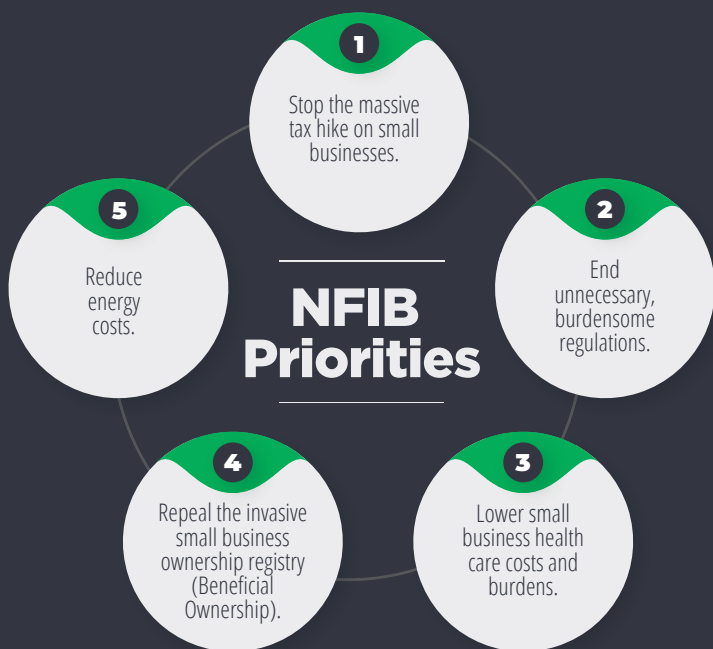 NFIB
Priorities
1
Stop the massive
tax hike on small
businesses.
2
End
unnecessary,
burdensome
regulations.
3
Lower small
business health
care costs and
burdens.
4
Repeal the invasive
small business
ownership registry
(Beneficial
Ownership).
5
Reduce
energy
costs.